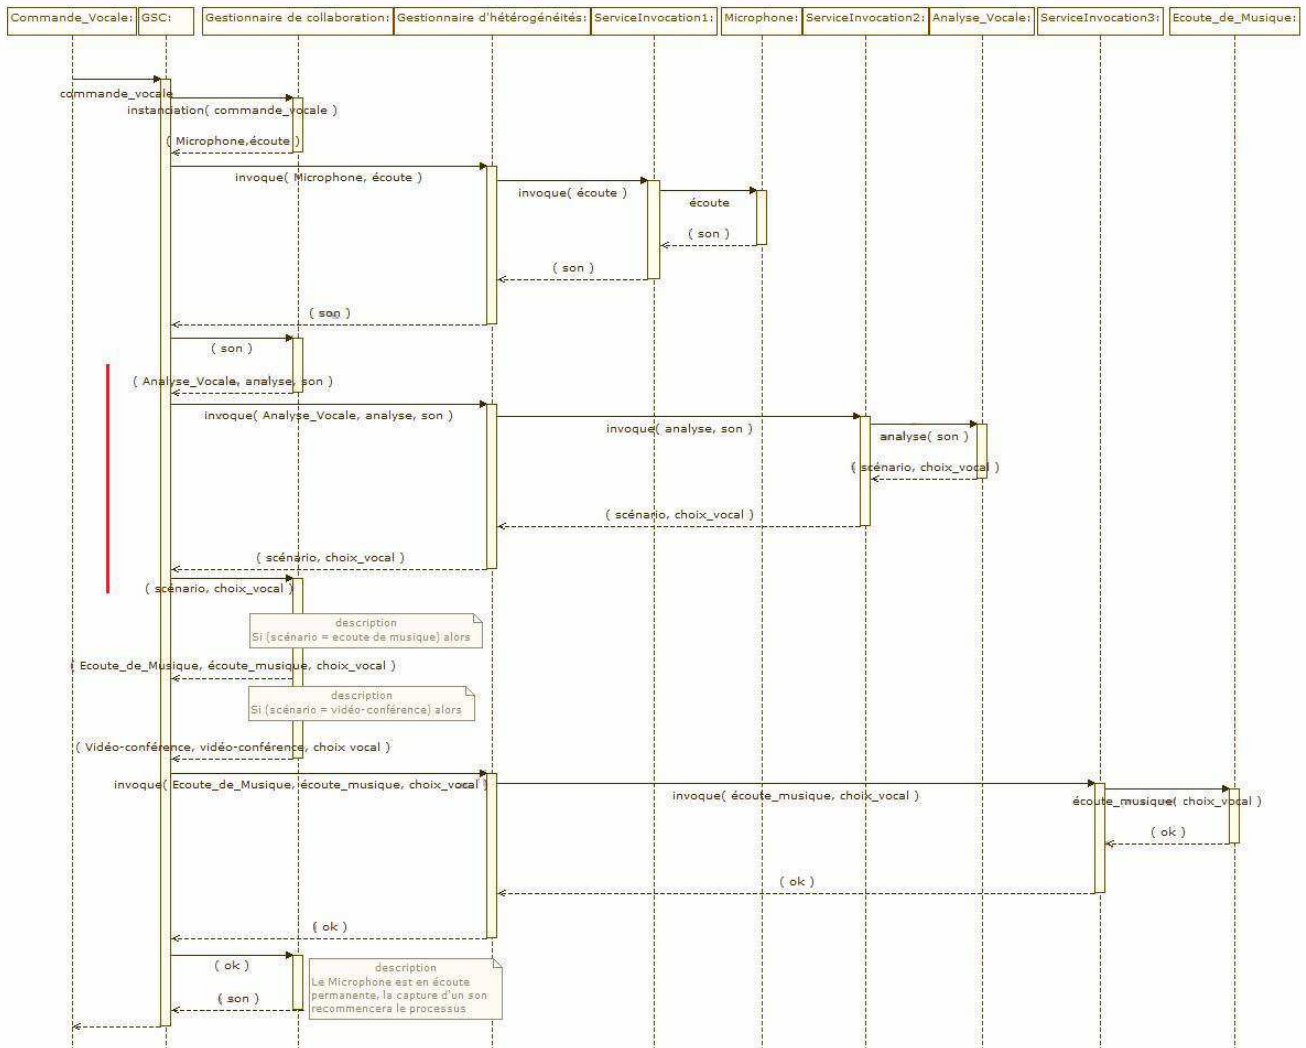 Commande_Vocale:
GSC:
Gestionnaire de collaboration:
Gestionnaire d'hétérogénéités:
ServiceInvocation1:
Microphone:
ServiceInvocation2:
Analyse_Vocale:
ServiceInvocation3:
Ecoute_de_Musique:
commande_vocale
instanciation( commande_vocale )
( Microphone,écoute )
invoque( Microphone, écoute )
invoque( écoute )
écoute
( son )
( son )
( son )
( son )
( Analyse_Vocale, analyse, son )
invoque( Analyse_Vocale, analyse, son )
invoque( analyse, son )
analyse( son )
( scénario, choix_vocal )
( scénario, choix_vocal )
( scénario, choix_vocal )
( scénario, choix_vocal )
description
Si (scénario = ecoute de musique) alors
( Ecoute_de_Musique, écoute_musique, choix_vocal )
description
Si (scénario = vidéo-conférence) alors
( Vidéo-conférence, vidéo-conférence, choix vocal )
invoque( Ecoute_de_Musique, écoute_musique, choix_vocal )
invoque( écoute_musique, choix_vocal )
écoute_musique( choix_vocal )
( ok )
( ok )
( ok )
( ok )
( son )
description
Le Microphone est en écoute
permanente, la capture d'un son
recommencera le processus